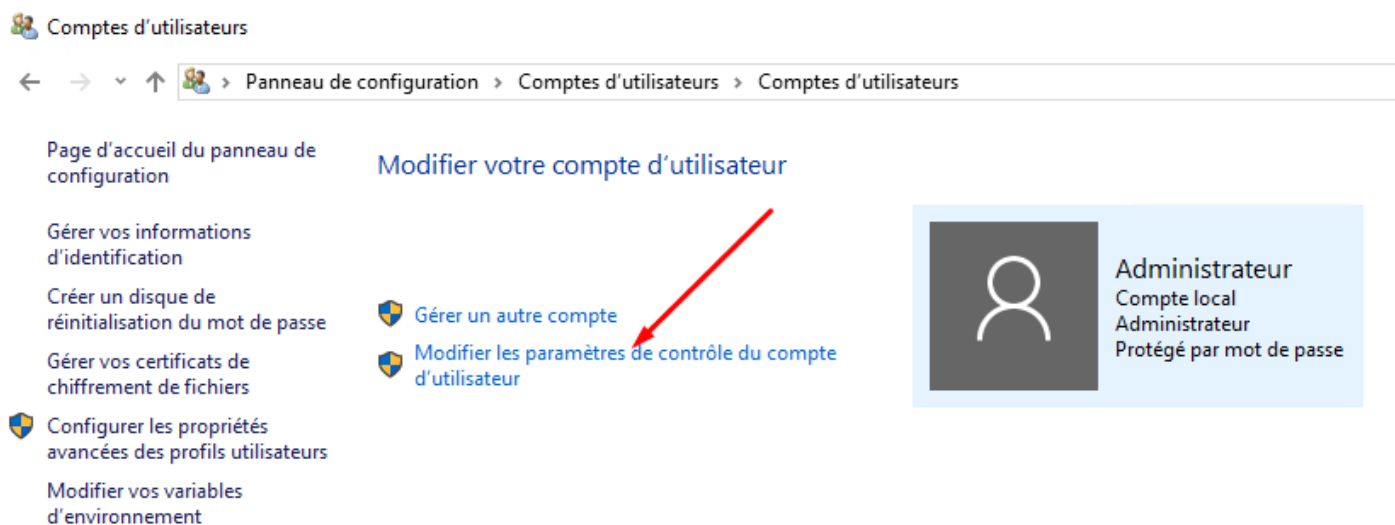 Comptes d'utilisateurs
Panneau de configuration > Comptes d'utilisateurs > Comptes d'utilisateurs
Page d'accueil du panneau de
configuration
Gérer vos informations
d'identification
Créer un disque de
réinitialisation du mot de passe
Gérer vos certificats de
chiffrement de fichiers
Configurer les propriétés
avancées des profils utilisateurs
Modifier vos variables
d'environnement
Modifier votre compte d'utilisateur
Gérer un autre compte
Modifier les paramètres de contrôle du compte
d'utilisateur
Administrateur
Compte local
Administrateur
Protégé par mot de passe